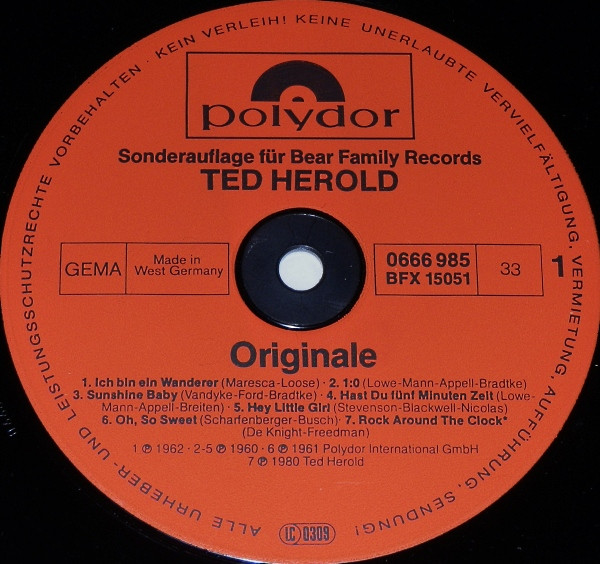 ALLE URHEBER- UND LEISTUNGSSCHUTZRECHTE VORBEHALTEN · KEIN VERLEIH! KEINE UNERLAUBTE VERVIELFÄLTIGUNG, VERMIETUNG, AUFFÜHRUNG, SENDUNG!
polydor
Sonderauflage für Bear Family Records
TED HEROLD
GEMA
Made in
West Germany
0666 985
BFX 15051
33
1
Originale
1. Ich bin ein Wanderer (Maresca-Loose) · 2. 1:0 (Lowe-Mann-Appell-Bradtke)
3. Sunshine Baby (Vandyke-Ford-Bradtke) · 4. Hast Du fünf Minuten Zeit (Lowe-
Mann-Appell-Breiten) · 5. Hey Little Girl (Stevenson-Blackwell-Nicolas)
6. Oh, So Sweet (Scharfenberger-Busch) · 7. Rock Around The Clock*
(De Knight-Freedman)
1 ℗ 1962 · 2-5 ℗ 1960 · 6 ℗ 1961 Polydor International GmbH
7 ℗ 1980 Ted Herold
LC 0309